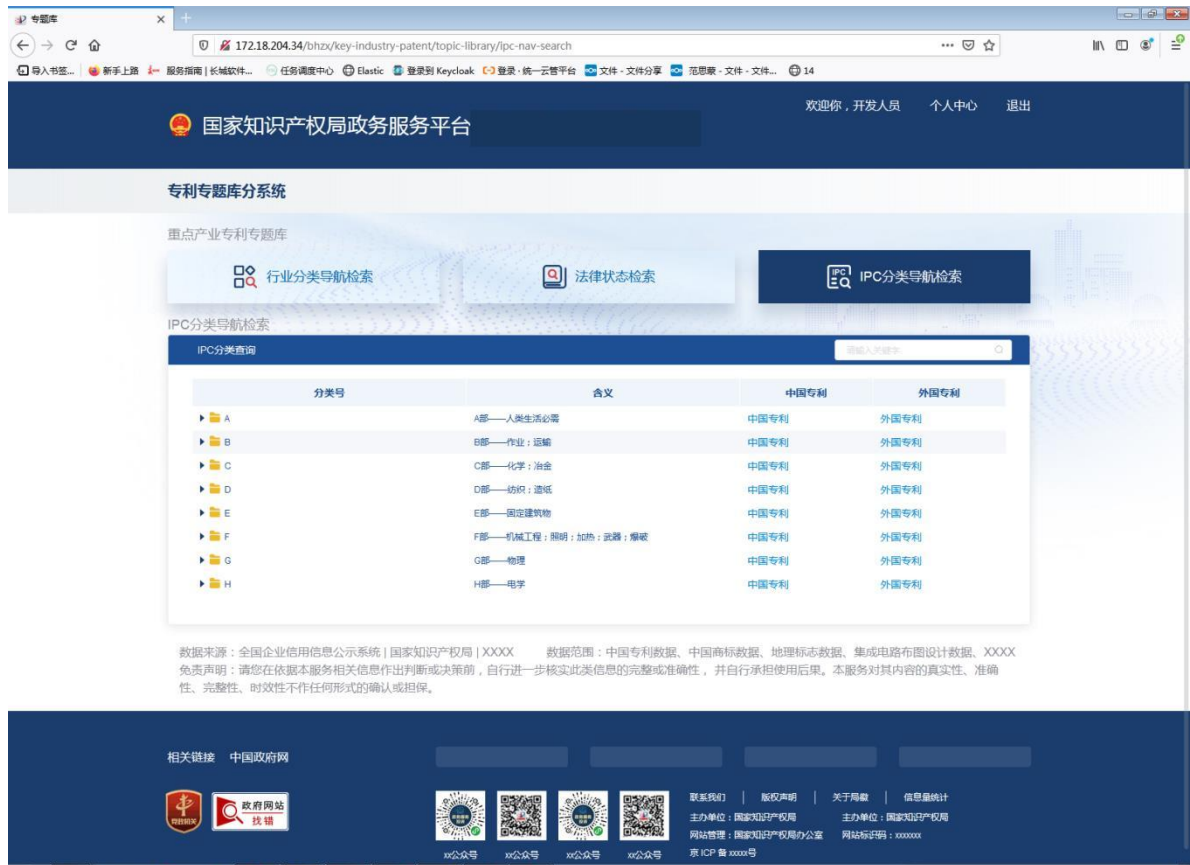 专题库
172.18.204.34/bhzx/key-industry-patent/topic-library/ipc-nav-search
导入书签... 新手上路 服务指南 | 长城软件... 任务调度中心 Elastic 登录到 Keycloak 登录 · 统一云管平台 文件 - 文件分享 范思蒙 - 文件 - 文件... 14
欢迎你，开发人员 个人中心 退出
国家知识产权局政务服务平台
专利专题库分系统
重点产业专利专题库
行业分类导航检索 法律状态检索 IPC分类导航检索
IPC分类导航检索
IPC分类查询 请输入关键字
分类号 含义 中国专利 外国专利
A A部——人类生活必需 中国专利 外国专利
B B部——作业；运输 中国专利 外国专利
C C部——化学；冶金 中国专利 外国专利
D D部——纺织；造纸 中国专利 外国专利
E E部——固定建筑物 中国专利 外国专利
F F部——机械工程；照明；加热；武器；爆破 中国专利 外国专利
G G部——物理 中国专利 外国专利
H H部——电学 中国专利 外国专利
数据来源：全国企业信用信息公示系统 | 国家知识产权局 | XXXX 数据范围：中国专利数据、中国商标数据、地理标志数据、集成电路布图设计数据、XXXX
免责声明：请您在依据本服务相关信息作出判断或决策前，自行进一步核实此类信息的完整或准确性，并自行承担使用后果。本服务对其内容的真实性、准确
性、完整性、时效性不作任何形式的确认或担保。
相关链接 中国政府网
党政机关
政府网站
找错
联系我们 | 版权声明 | 关于局徽 | 信息量统计
主办单位：国家知识产权局 主办单位：国家知识产权局
网站管理：国家知识产权局办公室 网站标识码：xxxxxxx
京 ICP 备 xxxxx号
xx公众号 xx公众号 xx公众号 xx公众号